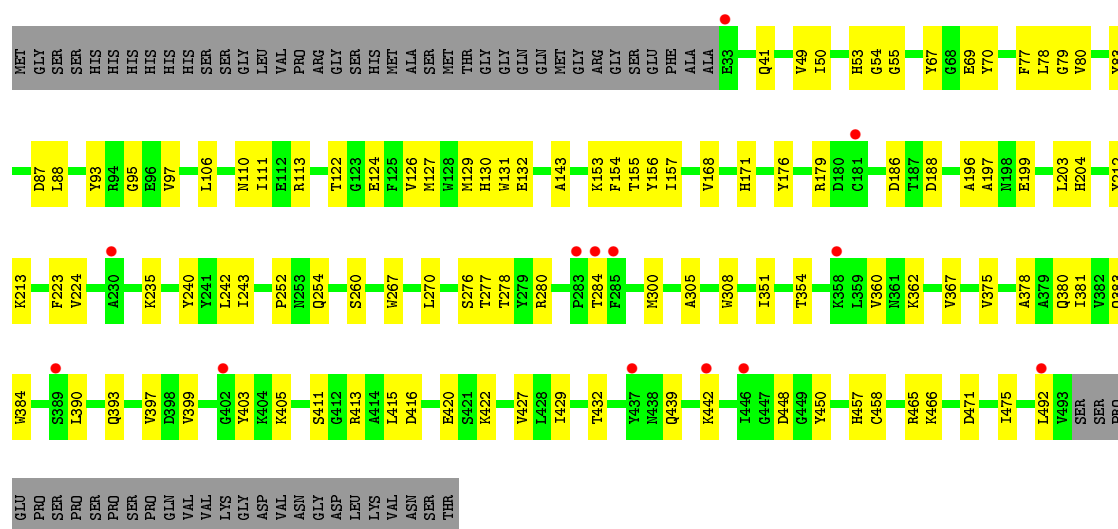 MET GLY SER SER HIS HIS HIS HIS HIS HIS SER SER GLY LEU VAL PRO ARG GLY SER HIS MET ALA SER MET THR GLY GLY GLN GLN MET GLY ARG GLY SER GLU PHE ALA ALA E33 Q41 V49 I50 H53 G54 G55 Y67 G68 E69 Y70 F77 L78 G79 V80
D87 L88 Y93 R94 G95 E96 V97 L106 N110 I111 E112 R113 T122 G123 E124 F125 V126 M127 W128 M129 H130 W131 E132 A143 K153 F154 T155 Y156 I157 V168 H171 Y176 R179 D180 C181 D186 T187 D188 A196 A197 N198 E199 L203 H204
K213 F223 V224 A230 K235 Y240 Y241 L242 I243 P252 N253 Q254 S260 W267 L270 S276 T277 T278 Y279 R280 P283 T284 F285 M300 A305 W308 I351 T354 K358 L359 V360 N361 K362 V367 V375 A378 A379 Q380 I381 V382
W384 S389 L390 Q393 V397 D398 V399 G402 Y403 K404 K405 S411 G412 R413 A414 L415 D416 E420 S421 K422 V427 L428 I429 T432 Y437 N438 Q439 K442 I446 G447 D448 G449 Y450 H457 C458 R465 K466 D471 I475 L492 V493 SER SER PRO
GLU PRO SER PRO SER PRO GLN VAL VAL LYS GLY ASP VAL ASN GLY ASP LEU LYS VAL ASN SER THR